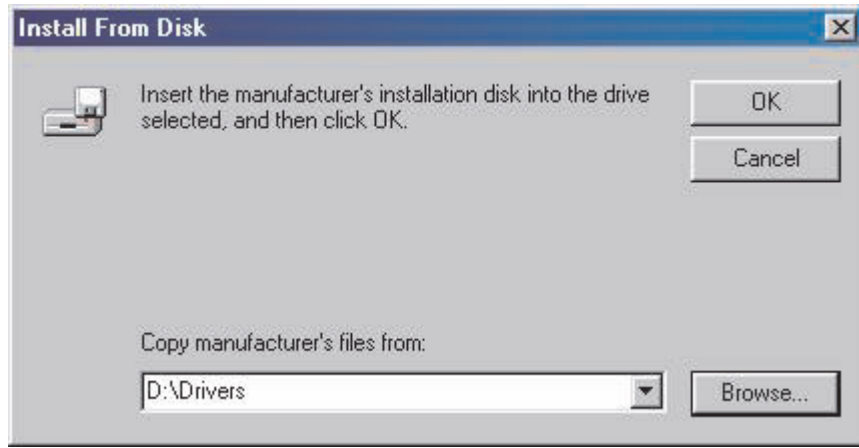 Install From Disk
Insert the manufacturer's installation disk into the drive
selected, and then click OK.
OK
Cancel
Copy manufacturer's files from:
D:\Drivers
Browse...